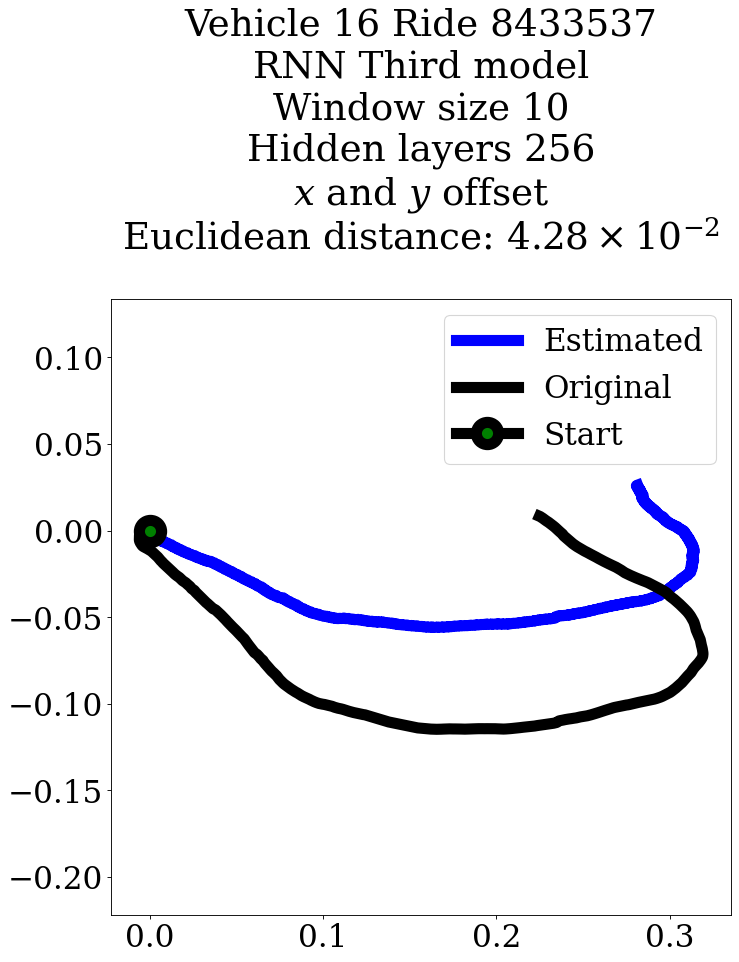 Vehicle 16 Ride 8433537
RNN Third model
Window size 10
Hidden layers 256
x and y offset
Euclidean distance: 4.28 × 10⁻²
Estimated
Original
Start
0.10
0.05
0.00
−0.05
−0.10
−0.15
−0.20
0.0 0.1 0.2 0.3